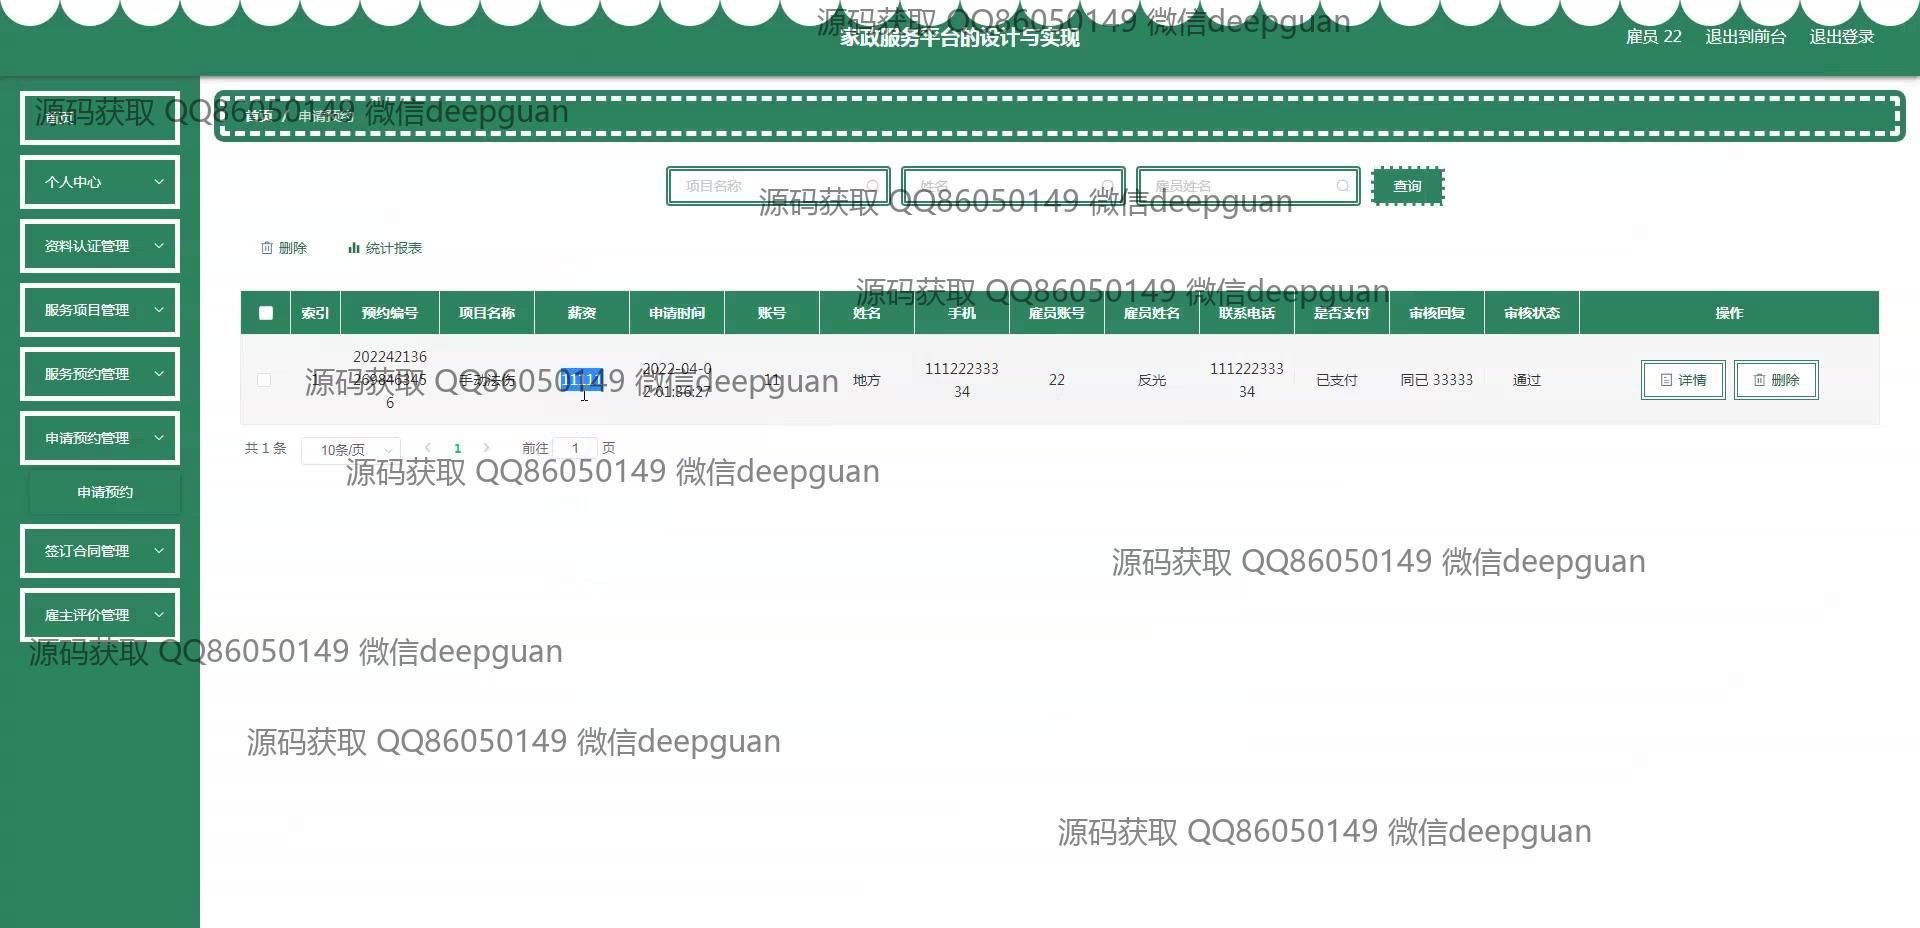 源码获取 QQ86050149 微信deepguan
家政服务平台的设计与实现
雇员 22 退出到前台 退出登录
源码获取 QQ86050149 微信deepguan
首页
首页 / 申请预约
个人中心
资料认证管理
服务项目管理
服务预约管理
申请预约管理
申请预约
签订合同管理
雇主评价管理
项目名称 姓名 雇员姓名 查询
源码获取 QQ86050149 微信deepguan
删除 统计报表
源码获取 QQ86050149 微信deepguan
索引 预约编号 项目名称 薪资 申请时间 账号 姓名 手机 雇员账号 雇员姓名 联系电话 是否支付 审核回复 审核状态 操作
202242136
2022-04-0 111222333 111222333
1 11 地方 22 反光 已支付 同已 33333 通过 详情 删除
34 34
6
源码获取 QQ86050149 微信deepguan
共 1 条 10条/页 1 前往 1 页
源码获取 QQ86050149 微信deepguan
源码获取 QQ86050149 微信deepguan
源码获取 QQ86050149 微信deepguan
源码获取 QQ86050149 微信deepguan
源码获取 QQ86050149 微信deepguan